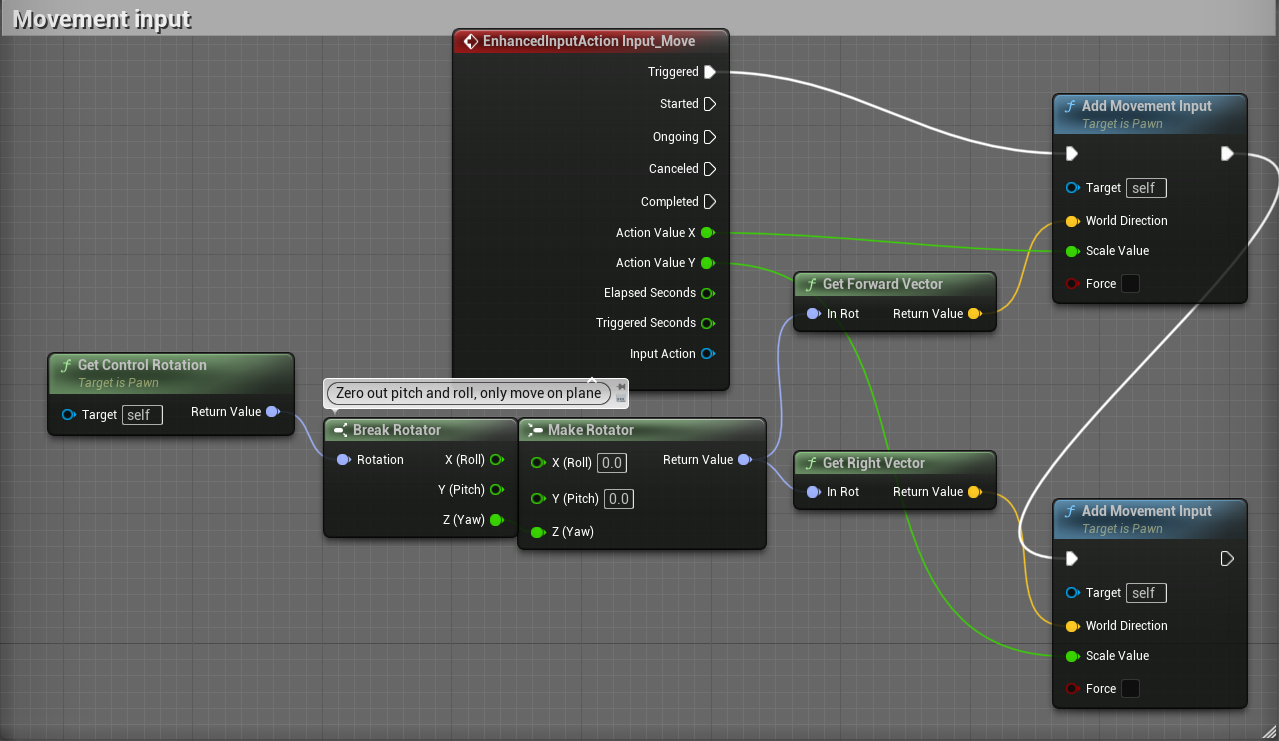 Movement input
EnhancedInputAction Input_Move
Triggered
Started
Ongoing
Canceled
Completed
Action Value X
Action Value Y
Elapsed Seconds
Triggered Seconds
Input Action
Add Movement Input
Target is Pawn
Target self
World Direction
Scale Value
Force
Get Forward Vector
In Rot Return Value
Get Control Rotation
Target is Pawn
Target self Return Value
Zero out pitch and roll, only move on plane
Break Rotator
Rotation X (Roll)
Y (Pitch)
Z (Yaw)
Make Rotator
X (Roll) 0.0 Return Value
Y (Pitch) 0.0
Z (Yaw)
Get Right Vector
In Rot Return Value
Add Movement Input
Target is Pawn
Target self
World Direction
Scale Value
Force